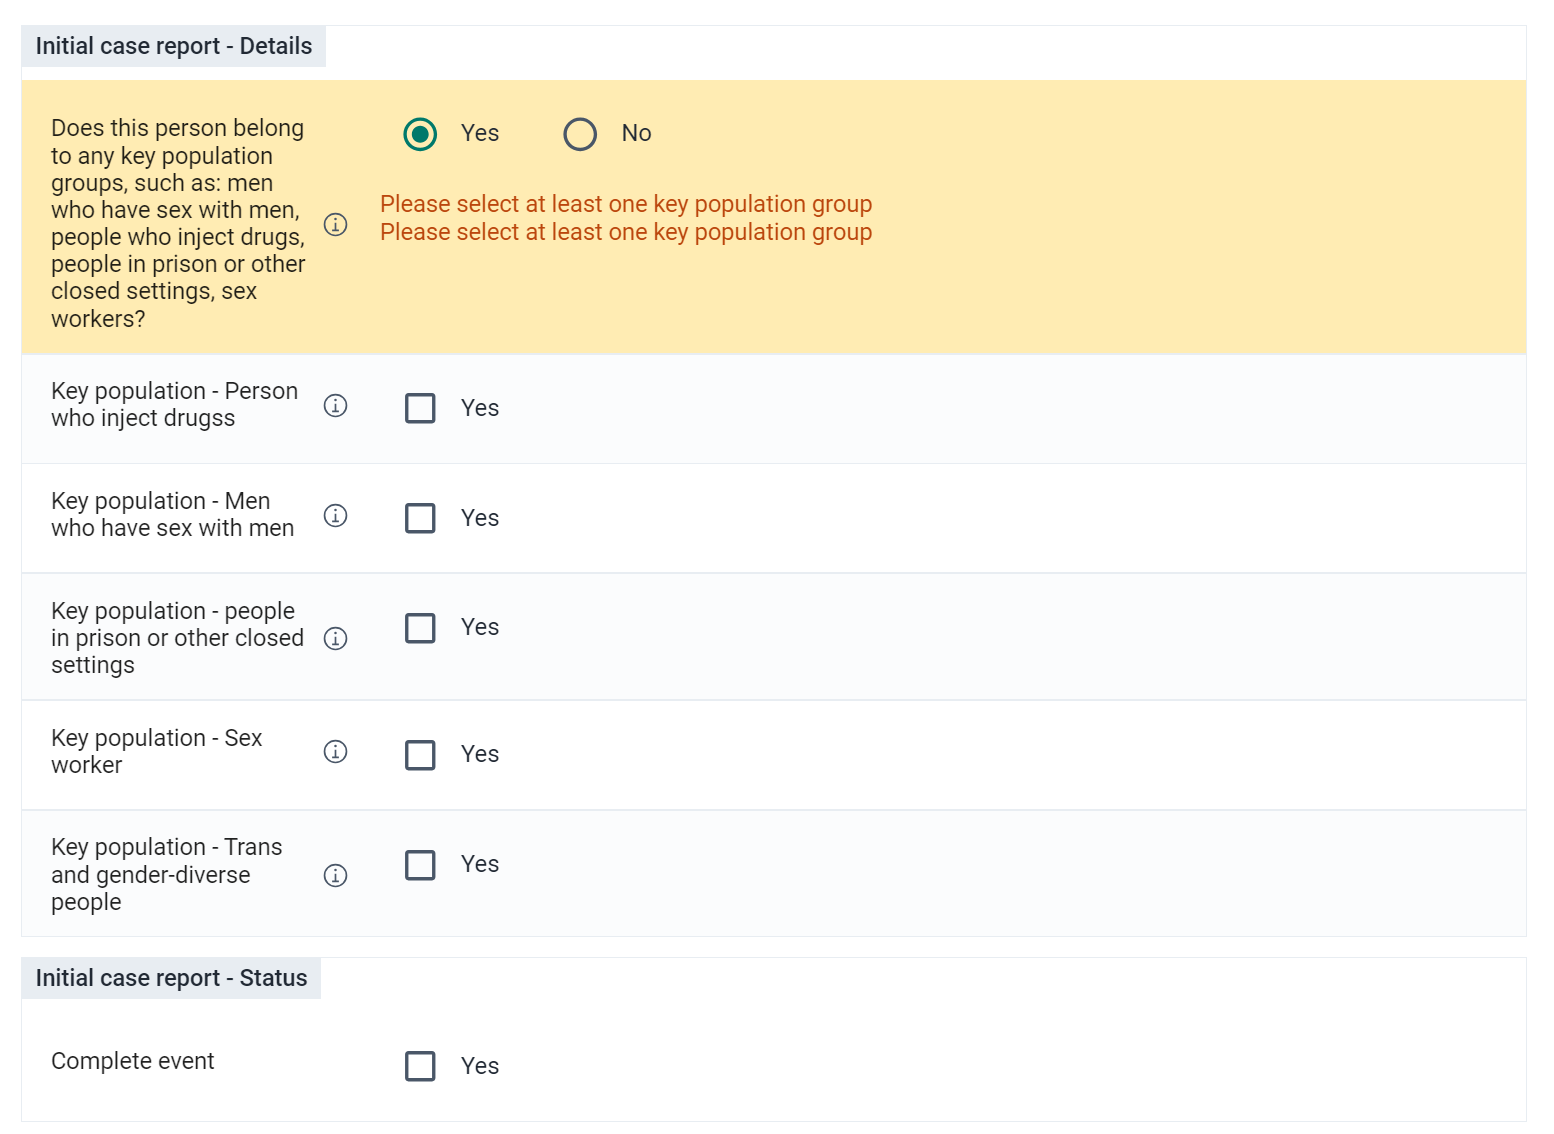 Initial case report - Details
Does this person belong
to any key population
groups, such as: men
who have sex with men,
people who inject drugs,
people in prison or other
closed settings, sex
workers?
Yes
No
Please select at least one key population group
Please select at least one key population group
Key population - Person
who inject drugss
Yes
Key population - Men
who have sex with men
Yes
Key population - people
in prison or other closed
settings
Yes
Key population - Sex
worker
Yes
Key population - Trans
and gender-diverse
people
Yes
Initial case report - Status
Complete event
Yes